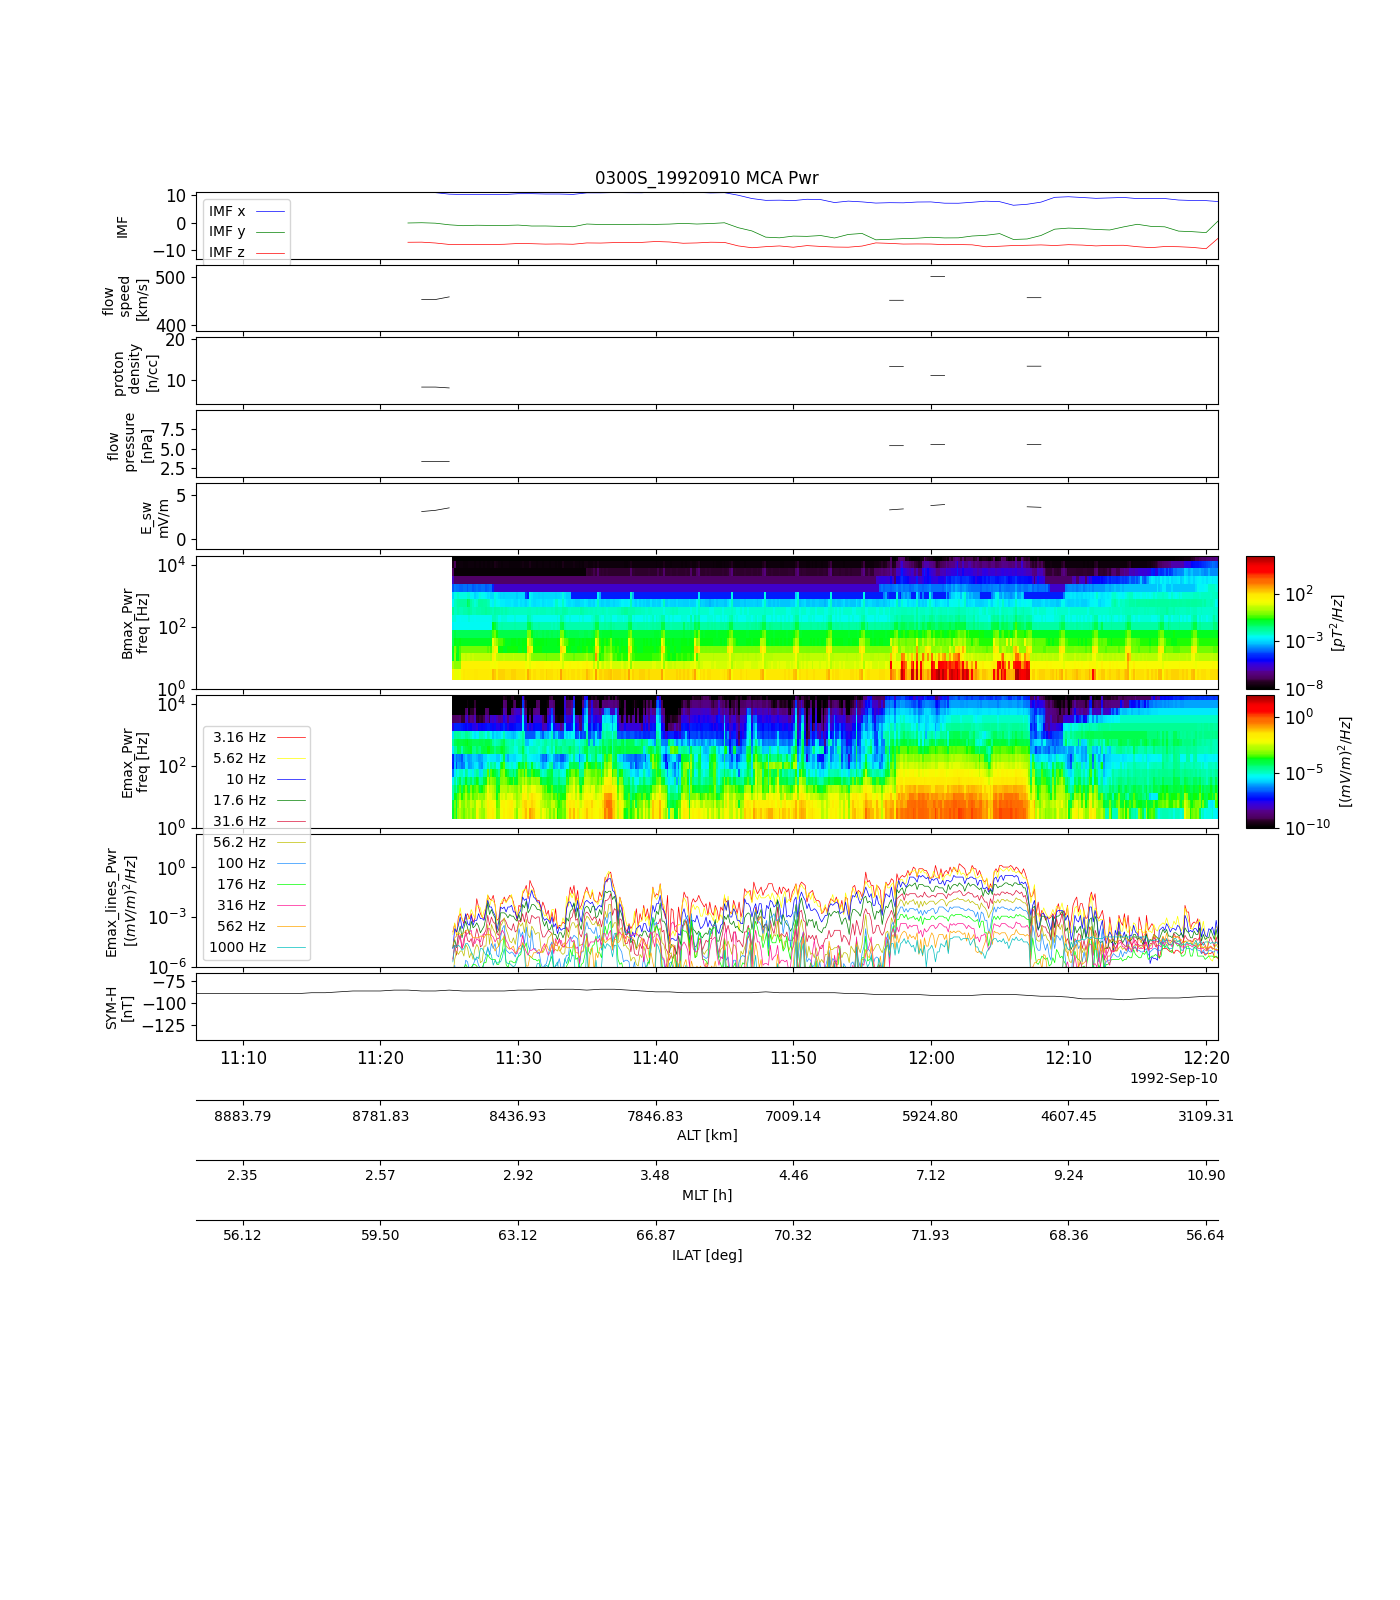 0300S_19920910 MCA Pwr
IMF
10
0
−10
IMF x
IMF y
IMF z
flow
speed
[km/s]
500
400
proton
density
[n/cc]
20
10
flow
pressure
[nPa]
7.5
5.0
2.5
E_sw
mV/m
5
0
Bmax_Pwr
freq [Hz]
10^4
10^2
10^0
10^2
10^-3
10^-8
[pT^2/Hz]
Emax_Pwr
freq [Hz]
10^4
10^2
10^0
10^0
10^-5
10^-10
[(mV/m)^2/Hz]
3.16 Hz
5.62 Hz
10 Hz
17.6 Hz
31.6 Hz
56.2 Hz
100 Hz
176 Hz
316 Hz
562 Hz
1000 Hz
Emax_lines_Pwr
[(mV/m)^2/Hz]
10^0
10^-3
10^-6
SYM-H
[nT]
−75
−100
−125
11:10 11:20 11:30 11:40 11:50 12:00 12:10 12:20
1992-Sep-10
8883.79 8781.83 8436.93 7846.83 7009.14 5924.80 4607.45 3109.31
ALT [km]
2.35 2.57 2.92 3.48 4.46 7.12 9.24 10.90
MLT [h]
56.12 59.50 63.12 66.87 70.32 71.93 68.36 56.64
ILAT [deg]